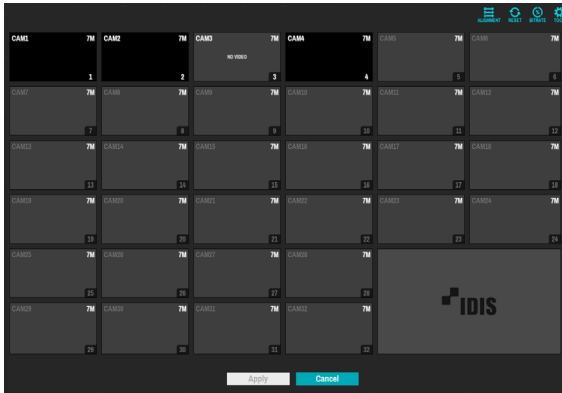 ALIGNMENT RESET BITRATE
CAM1 7M CAM2 7M CAM3 7M CAM4 7M CAM5 7M CAM6 7M
NO VIDEO
1 2 3 4 5 6
CAM7 7M CAM8 7M CAM9 7M CAM10 7M CAM11 7M CAM12 7M
7 8 9 10 11 12
CAM13 7M CAM14 7M CAM15 7M CAM16 7M CAM17 7M CAM18 7M
13 14 15 16 17 18
CAM19 7M CAM20 7M CAM21 7M CAM22 7M CAM23 7M CAM24 7M
19 20 21 22 23 24
CAM25 7M CAM26 7M CAM27 7M CAM28 7M
25 26 27 28
IDIS
CAM29 7M CAM30 7M CAM31 7M CAM32 7M
29 30 31 32
Apply Cancel